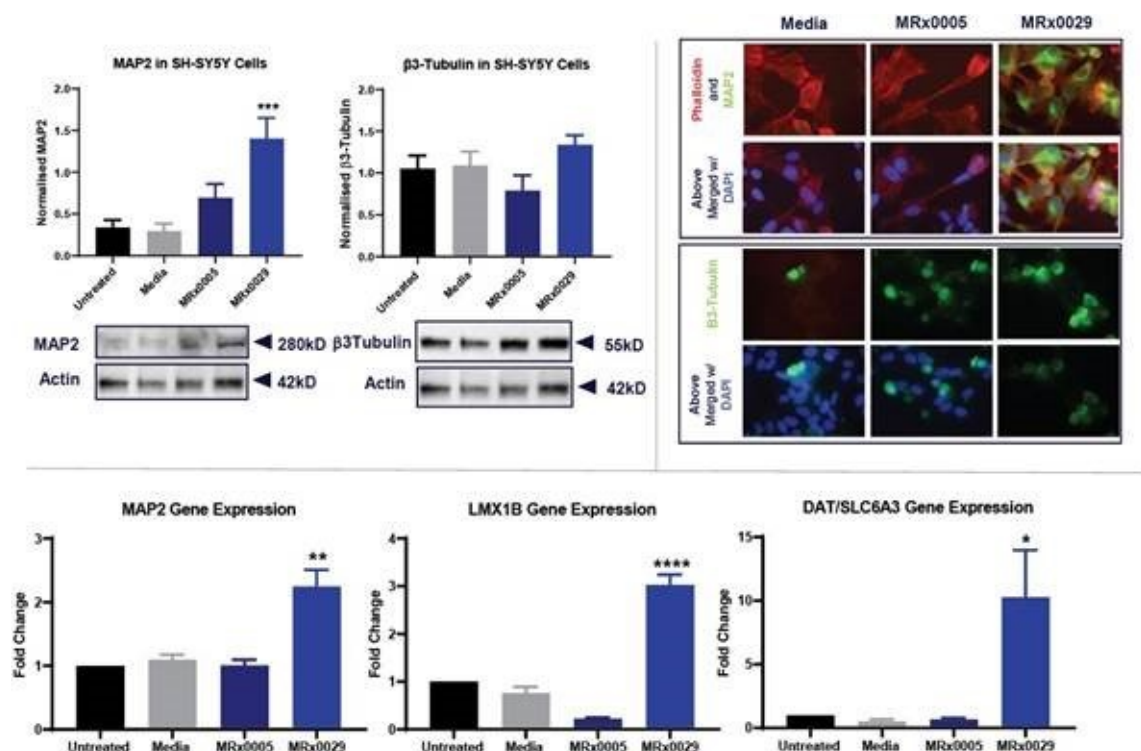 MAP2 in SH-SY5Y Cells
Normalised MAP2
2.0
1.5
1.0
0.5
0.0
***
Untreated
Media
MRx0005
MRx0029
β3-Tubulin in SH-SY5Y Cells
Normalized β3-Tubulin
2.0
1.5
1.0
0.5
0.0
Untreated
Media
MRx0005
MRx0029
MAP2
280kD
Actin
42kD
β3Tubulin
55kD
Actin
42kD
Media MRx0005 MRx0029
Phalloidin
and
MAP2
Above
Merged w/
DAPI
B3-Tubulin
Above
Merged w/
DAPI
MAP2 Gene Expression
Fold Change
3
2
1
0
**
Untreated Media MRx0005 MRx0029
LMX1B Gene Expression
Fold Change
4
3
2
1
0
****
Untreated Media MRx0005 MRx0029
DAT/SLC6A3 Gene Expression
Fold Change
15
10
5
0
*
Untreated Media MRx0005 MRx0029